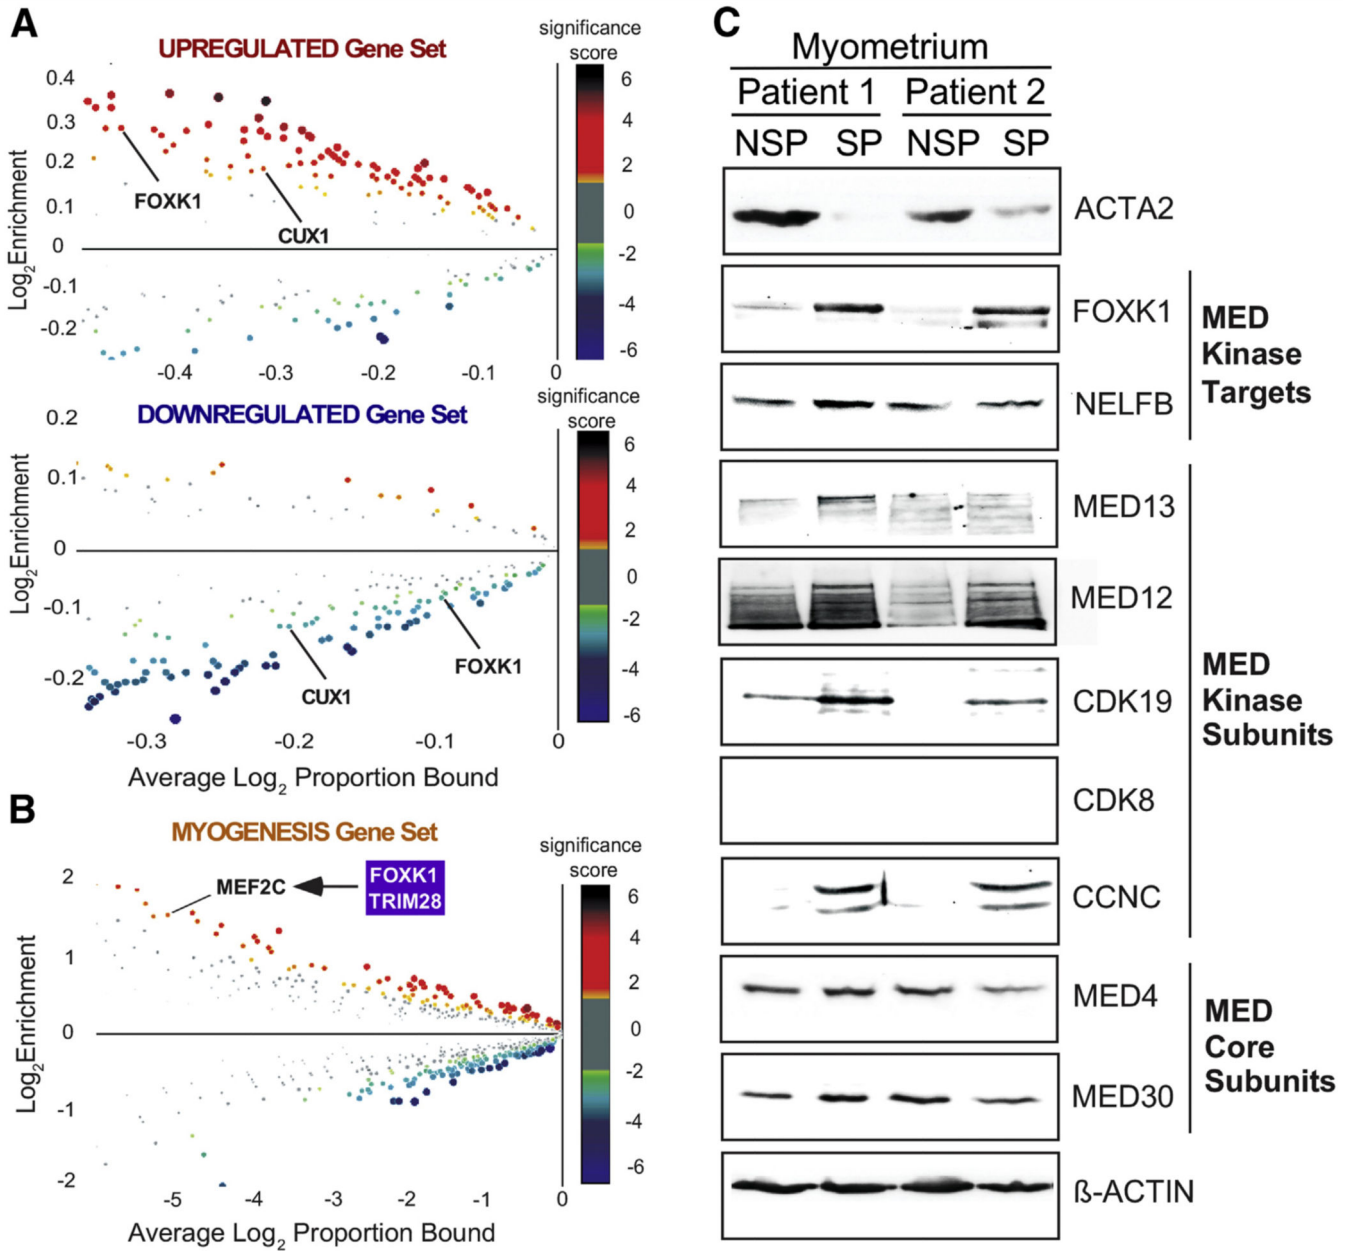 A
UPREGULATED Gene Set
significance
score
0.4
0.3
0.2
0.1
0
-0.1
-0.2
Log2Enrichment
FOXK1
CUX1
6
4
2
0
-2
-4
-6
-0.4
-0.3
-0.2
-0.1
0
DOWNREGULATED Gene Set
significance
score
0.2
0.1
0
-0.1
-0.2
Log2Enrichment
CUX1
FOXK1
6
4
2
0
-2
-4
-6
-0.3
-0.2
-0.1
0
Average Log2 Proportion Bound
B
MYOGENESIS Gene Set
significance
score
MEF2C
FOXK1
TRIM28
2
1
0
-1
-2
Log2Enrichment
6
4
2
0
-2
-4
-6
-5
-4
-3
-2
-1
0
Average Log2 Proportion Bound
C
Myometrium
Patient 1 Patient 2
NSP SP NSP SP
ACTA2
FOXK1
NELFB
MED
Kinase
Targets
MED13
MED12
CDK19
CDK8
CCNC
MED
Kinase
Subunits
MED4
MED30
MED
Core
Subunits
ß-ACTIN